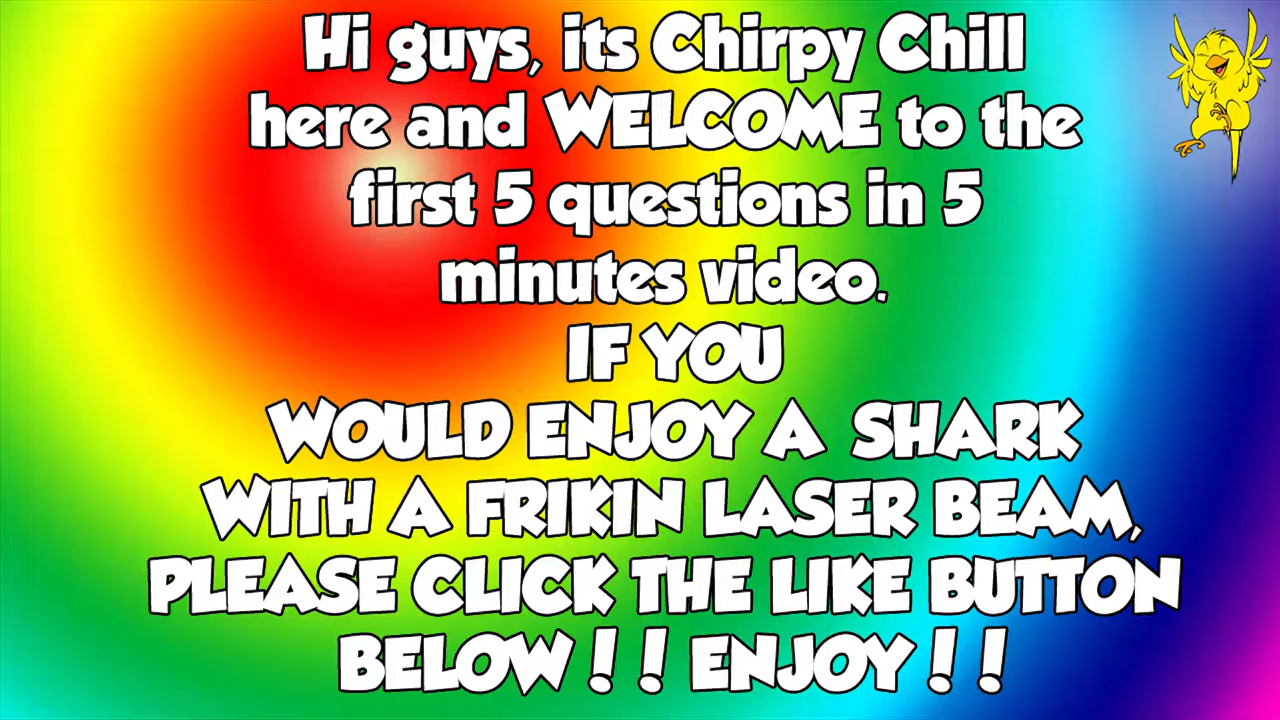 Hi guys, its Chirpy Chill
here and WELCOME to the
first 5 questions in 5
minutes video.
IF YOU
WOULD ENJOY A SHARK
WITH A FRIKIN LASER BEAM,
PLEASE CLICK THE LIKE BUTTON
BELOW!! ENJOY!!